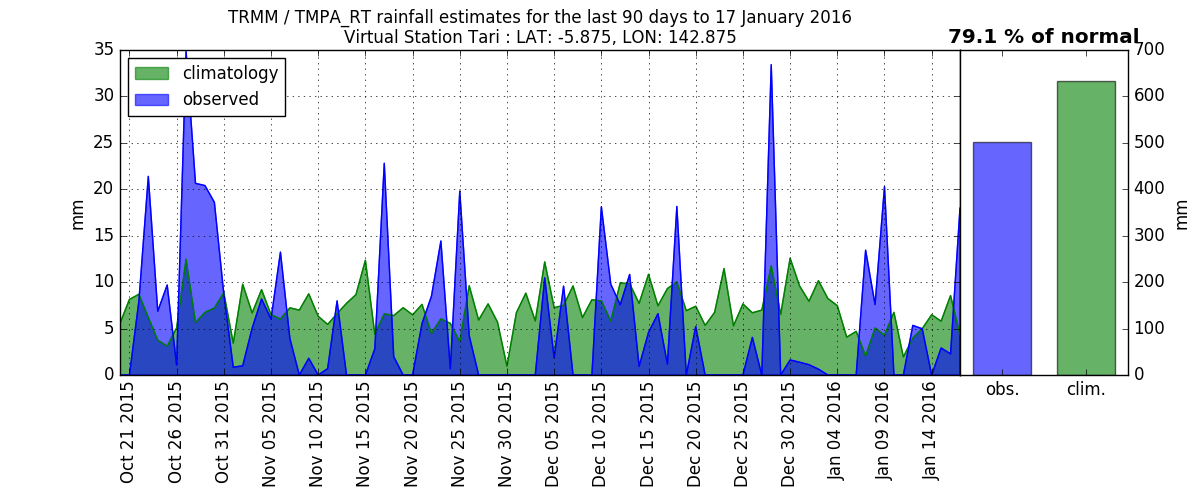 TRMM / TMPA_RT rainfall estimates for the last 90 days to 17 January 2016
Virtual Station Tari : LAT: -5.875, LON: 142.875
79.1 % of normal
climatology
observed
35
30
25
20
15
10
5
0
mm
Oct 21 2015
Oct 26 2015
Oct 31 2015
Nov 05 2015
Nov 10 2015
Nov 15 2015
Nov 20 2015
Nov 25 2015
Nov 30 2015
Dec 05 2015
Dec 10 2015
Dec 15 2015
Dec 20 2015
Dec 25 2015
Dec 30 2015
Jan 04 2016
Jan 09 2016
Jan 14 2016
obs.
clim.
700
600
500
400
300
200
100
0
mm